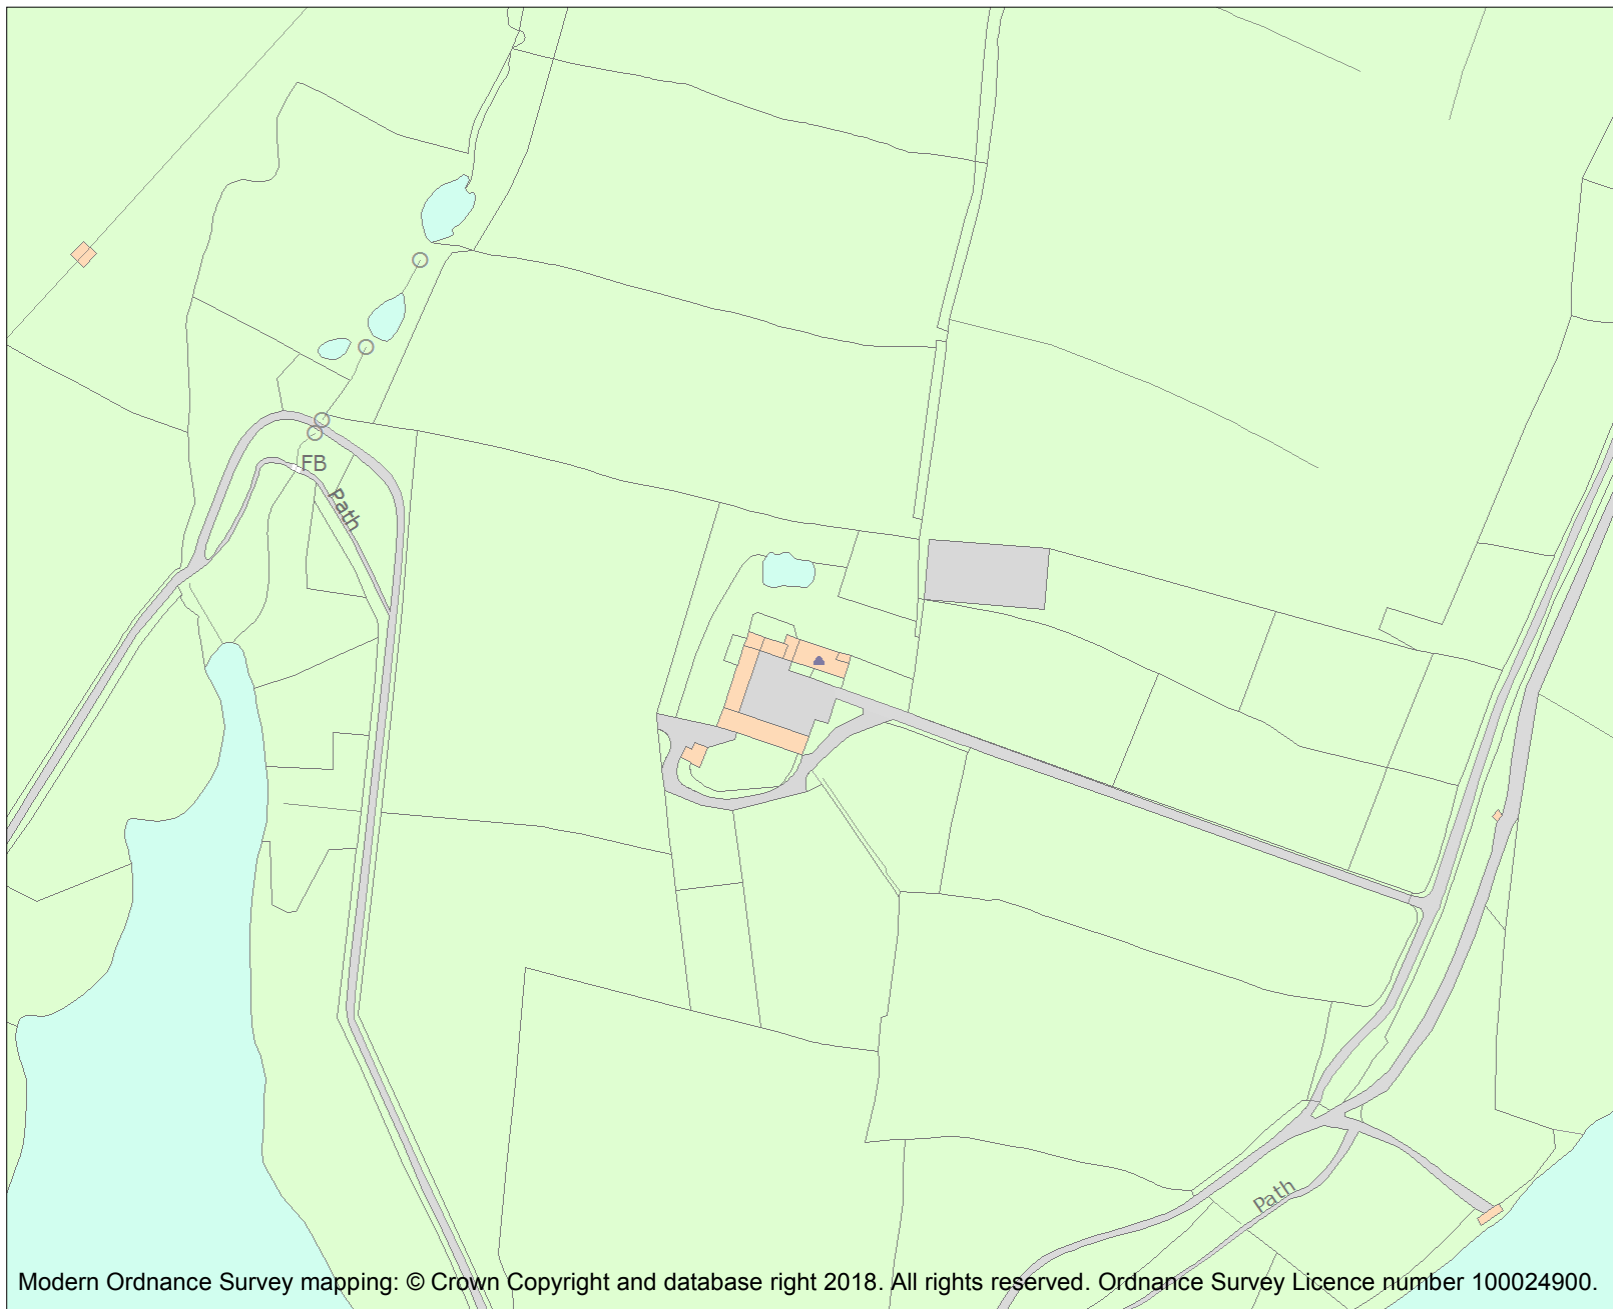 FB
Path
Path
Modern Ordnance Survey mapping: © Crown Copyright and database right 2018. All rights reserved. Ordnance Survey Licence number 100024900.